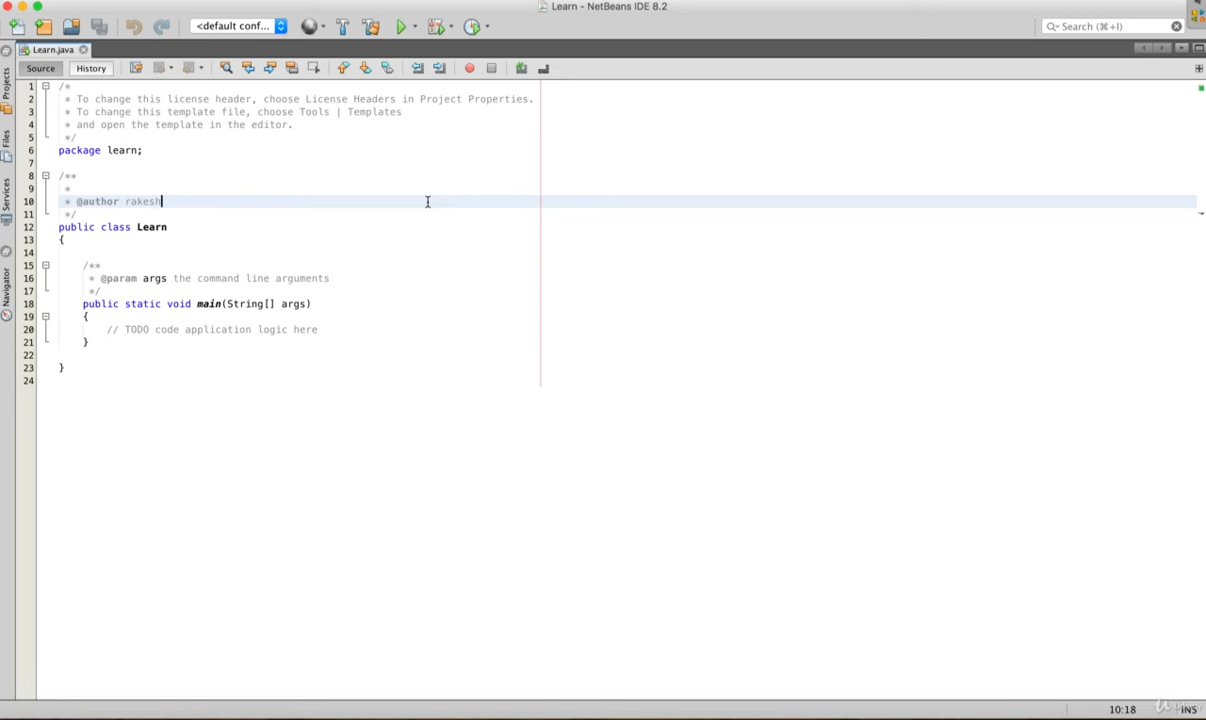 Learn - NetBeans IDE 8.2
<default conf...
Search (⌘+I)
Learn.java
Source
History
Projects
Files
Services
Navigator
1 /*
2 * To change this license header, choose License Headers in Project Properties.
3 * To change this template file, choose Tools | Templates
4 * and open the template in the editor.
5 */
6 package learn;
7
8 /**
9 *
10 * @author rakesh
11 */
12 public class Learn
13 {
14
15 /**
16 * @param args the command line arguments
17 */
18 public static void main(String[] args)
19 {
20 // TODO code application logic here
21 }
22
23 }
24
10:18
INS